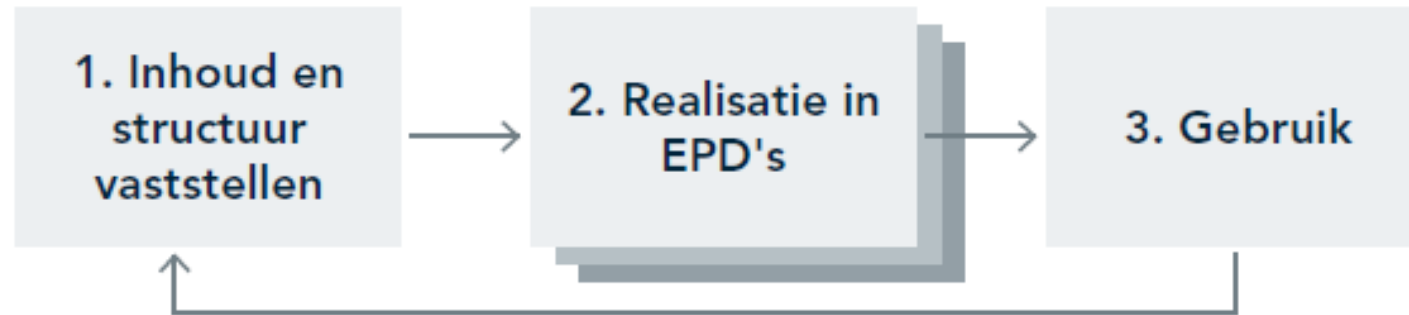 1. Inhoud en
structuur
vaststellen
2. Realisatie in
EPD's
3. Gebruik